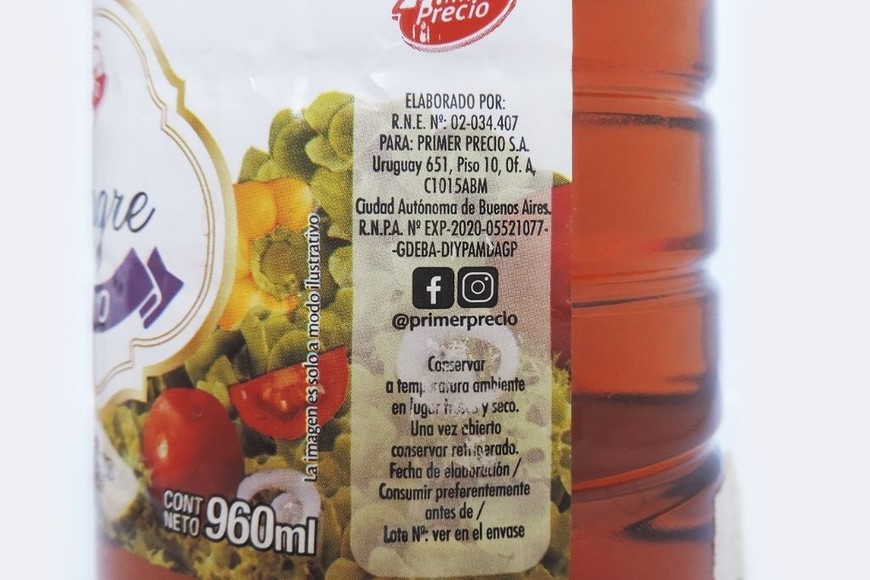 Precio
ELABORADO POR:
R.N.E. Nº: 02-034.407
PARA: PRIMER PRECIO S.A.
Uruguay 651, Piso 10, Of. A,
C1015ABM
Ciudad Autónoma de Buenos Aires.
R.N.P.A. Nº EXP-2020-05521077-
-GDEBA-DIYPAMDAGP
@primerprecio
Conservar
a temperatura ambiente
en lugar fresco y seco.
Una vez abierto
conservar refrigerado.
Fecha de elaboración /
Consumir preferentemente
antes de /
Lote Nº: ver en el envase
La imagen es solo a modo ilustrativo
CONT
NETO 960ml